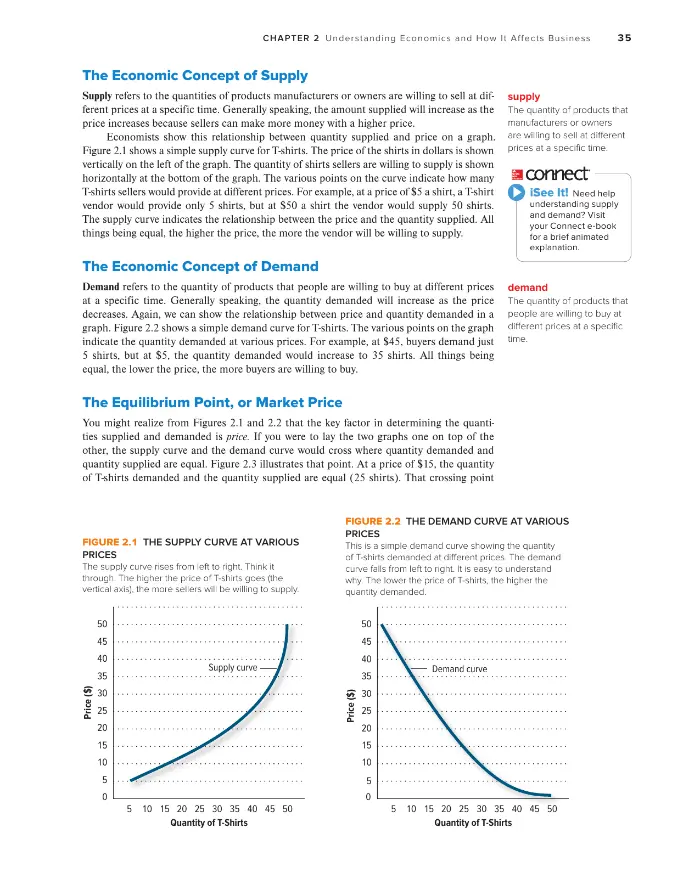 CHAPTER 2 Understanding Economics and How It Affects Business 35
The Economic Concept of Supply
Supply refers to the quantities of products manufacturers or owners are willing to sell at dif-
ferent prices at a specific time. Generally speaking, the amount supplied will increase as the
price increases because sellers can make more money with a higher price.
Economists show this relationship between quantity supplied and price on a graph.
Figure 2.1 shows a simple supply curve for T-shirts. The price of the shirts in dollars is shown
vertically on the left of the graph. The quantity of shirts sellers are willing to supply is shown
horizontally at the bottom of the graph. The various points on the curve indicate how many
T-shirts sellers would provide at different prices. For example, at a price of $5 a shirt, a T-shirt
vendor would provide only 5 shirts, but at $50 a shirt the vendor would supply 50 shirts.
The supply curve indicates the relationship between the price and the quantity supplied. All
things being equal, the higher the price, the more the vendor will be willing to supply.
supply
The quantity of products that
manufacturers or owners
are willing to sell at different
prices at a specific time.
connect
iSee It! Need help
understanding supply
and demand? Visit
your Connect e-book
for a brief animated
explanation.
The Economic Concept of Demand
Demand refers to the quantity of products that people are willing to buy at different prices
at a specific time. Generally speaking, the quantity demanded will increase as the price
decreases. Again, we can show the relationship between price and quantity demanded in a
graph. Figure 2.2 shows a simple demand curve for T-shirts. The various points on the graph
indicate the quantity demanded at various prices. For example, at $45, buyers demand just
5 shirts, but at $5, the quantity demanded would increase to 35 shirts. All things being
equal, the lower the price, the more buyers are willing to buy.
demand
The quantity of products that
people are willing to buy at
different prices at a specific
time.
The Equilibrium Point, or Market Price
You might realize from Figures 2.1 and 2.2 that the key factor in determining the quanti-
ties supplied and demanded is price. If you were to lay the two graphs one on top of the
other, the supply curve and the demand curve would cross where quantity demanded and
quantity supplied are equal. Figure 2.3 illustrates that point. At a price of $15, the quantity
of T-shirts demanded and the quantity supplied are equal (25 shirts). That crossing point
FIGURE 2.1 THE SUPPLY CURVE AT VARIOUS
PRICES
The supply curve rises from left to right. Think it
through. The higher the price of T-shirts goes (the
vertical axis), the more sellers will be willing to supply.
50
45
40
35
30
25
20
15
10
5
0
Price ($)
Supply curve
5 10 15 20 25 30 35 40 45 50
Quantity of T-Shirts
FIGURE 2.2 THE DEMAND CURVE AT VARIOUS
PRICES
This is a simple demand curve showing the quantity
of T-shirts demanded at different prices. The demand
curve falls from left to right. It is easy to understand
why. The lower the price of T-shirts, the higher the
quantity demanded.
50
45
40
35
30
25
20
15
10
5
0
Price ($)
Demand curve
5 10 15 20 25 30 35 40 45 50
Quantity of T-Shirts